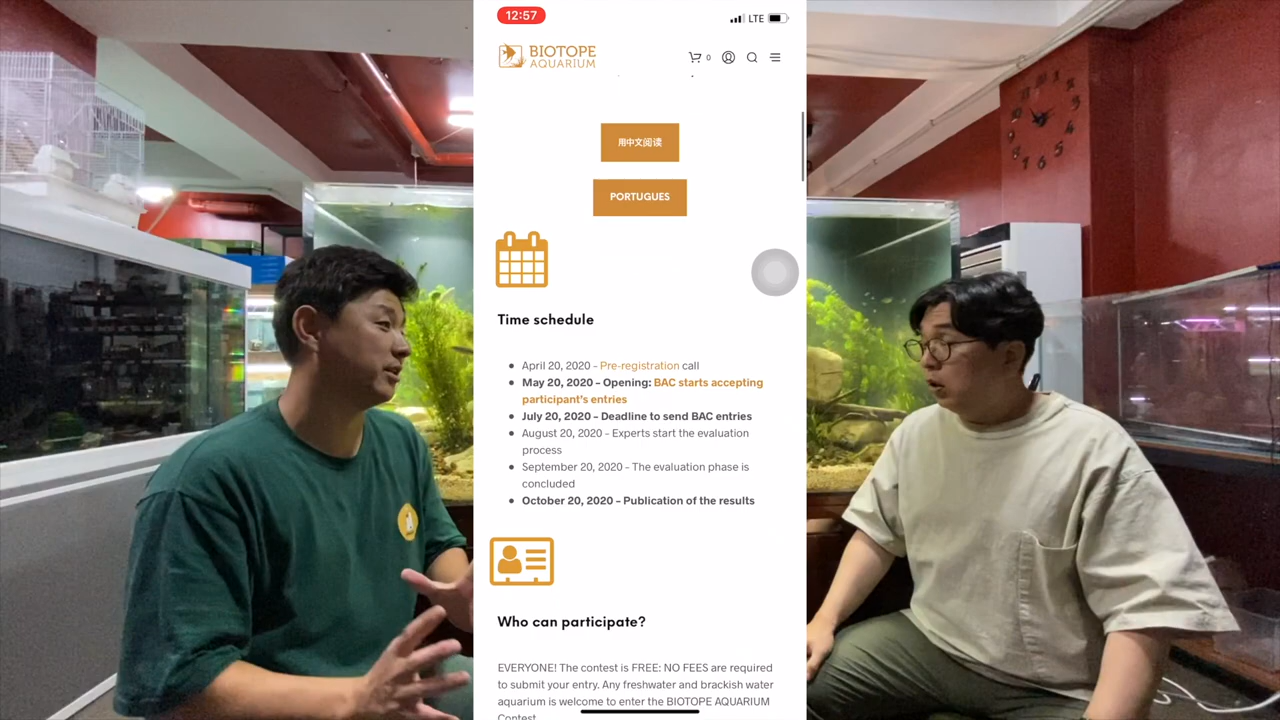 12:57
LTE
BIOTOPE
AQUARIUM
0
用中文阅读
PORTUGUES
Time schedule
April 20, 2020 - Pre-registration call
May 20, 2020 – Opening: BAC starts accepting
participant's entries
July 20, 2020 – Deadline to send BAC entries
August 20, 2020 - Experts start the evaluation
process
September 20, 2020 - The evaluation phase is
concluded
October 20, 2020 – Publication of the results
Who can participate?
EVERYONE! The contest is FREE: NO FEES are required
to submit your entry. Any freshwater and brackish water
aquarium is welcome to enter the BIOTOPE AQUARIUM
Contest